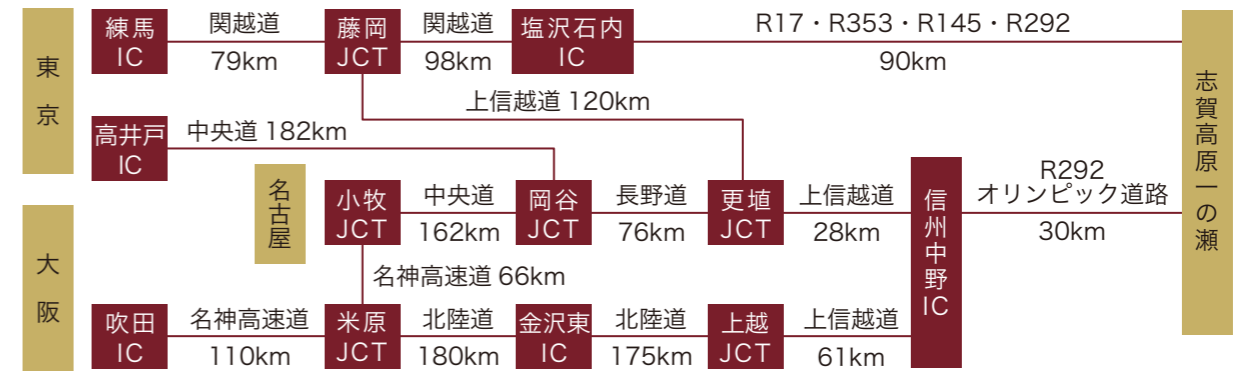 東京
練馬
IC
関越道
79km
藤岡
JCT
関越道
98km
塩沢石内
IC
R17・R353・R145・R292
90km
志賀高原一の瀬
上信越道 120km
高井戸
IC
中央道 182km
名古屋
小牧
JCT
中央道
162km
岡谷
JCT
長野道
76km
更埴
JCT
上信越道
28km
信州中野IC
R292
オリンピック道路
30km
名神高速道 66km
大阪
吹田
IC
名神高速道
110km
米原
JCT
北陸道
180km
金沢東
IC
北陸道
175km
上越
JCT
上信越道
61km